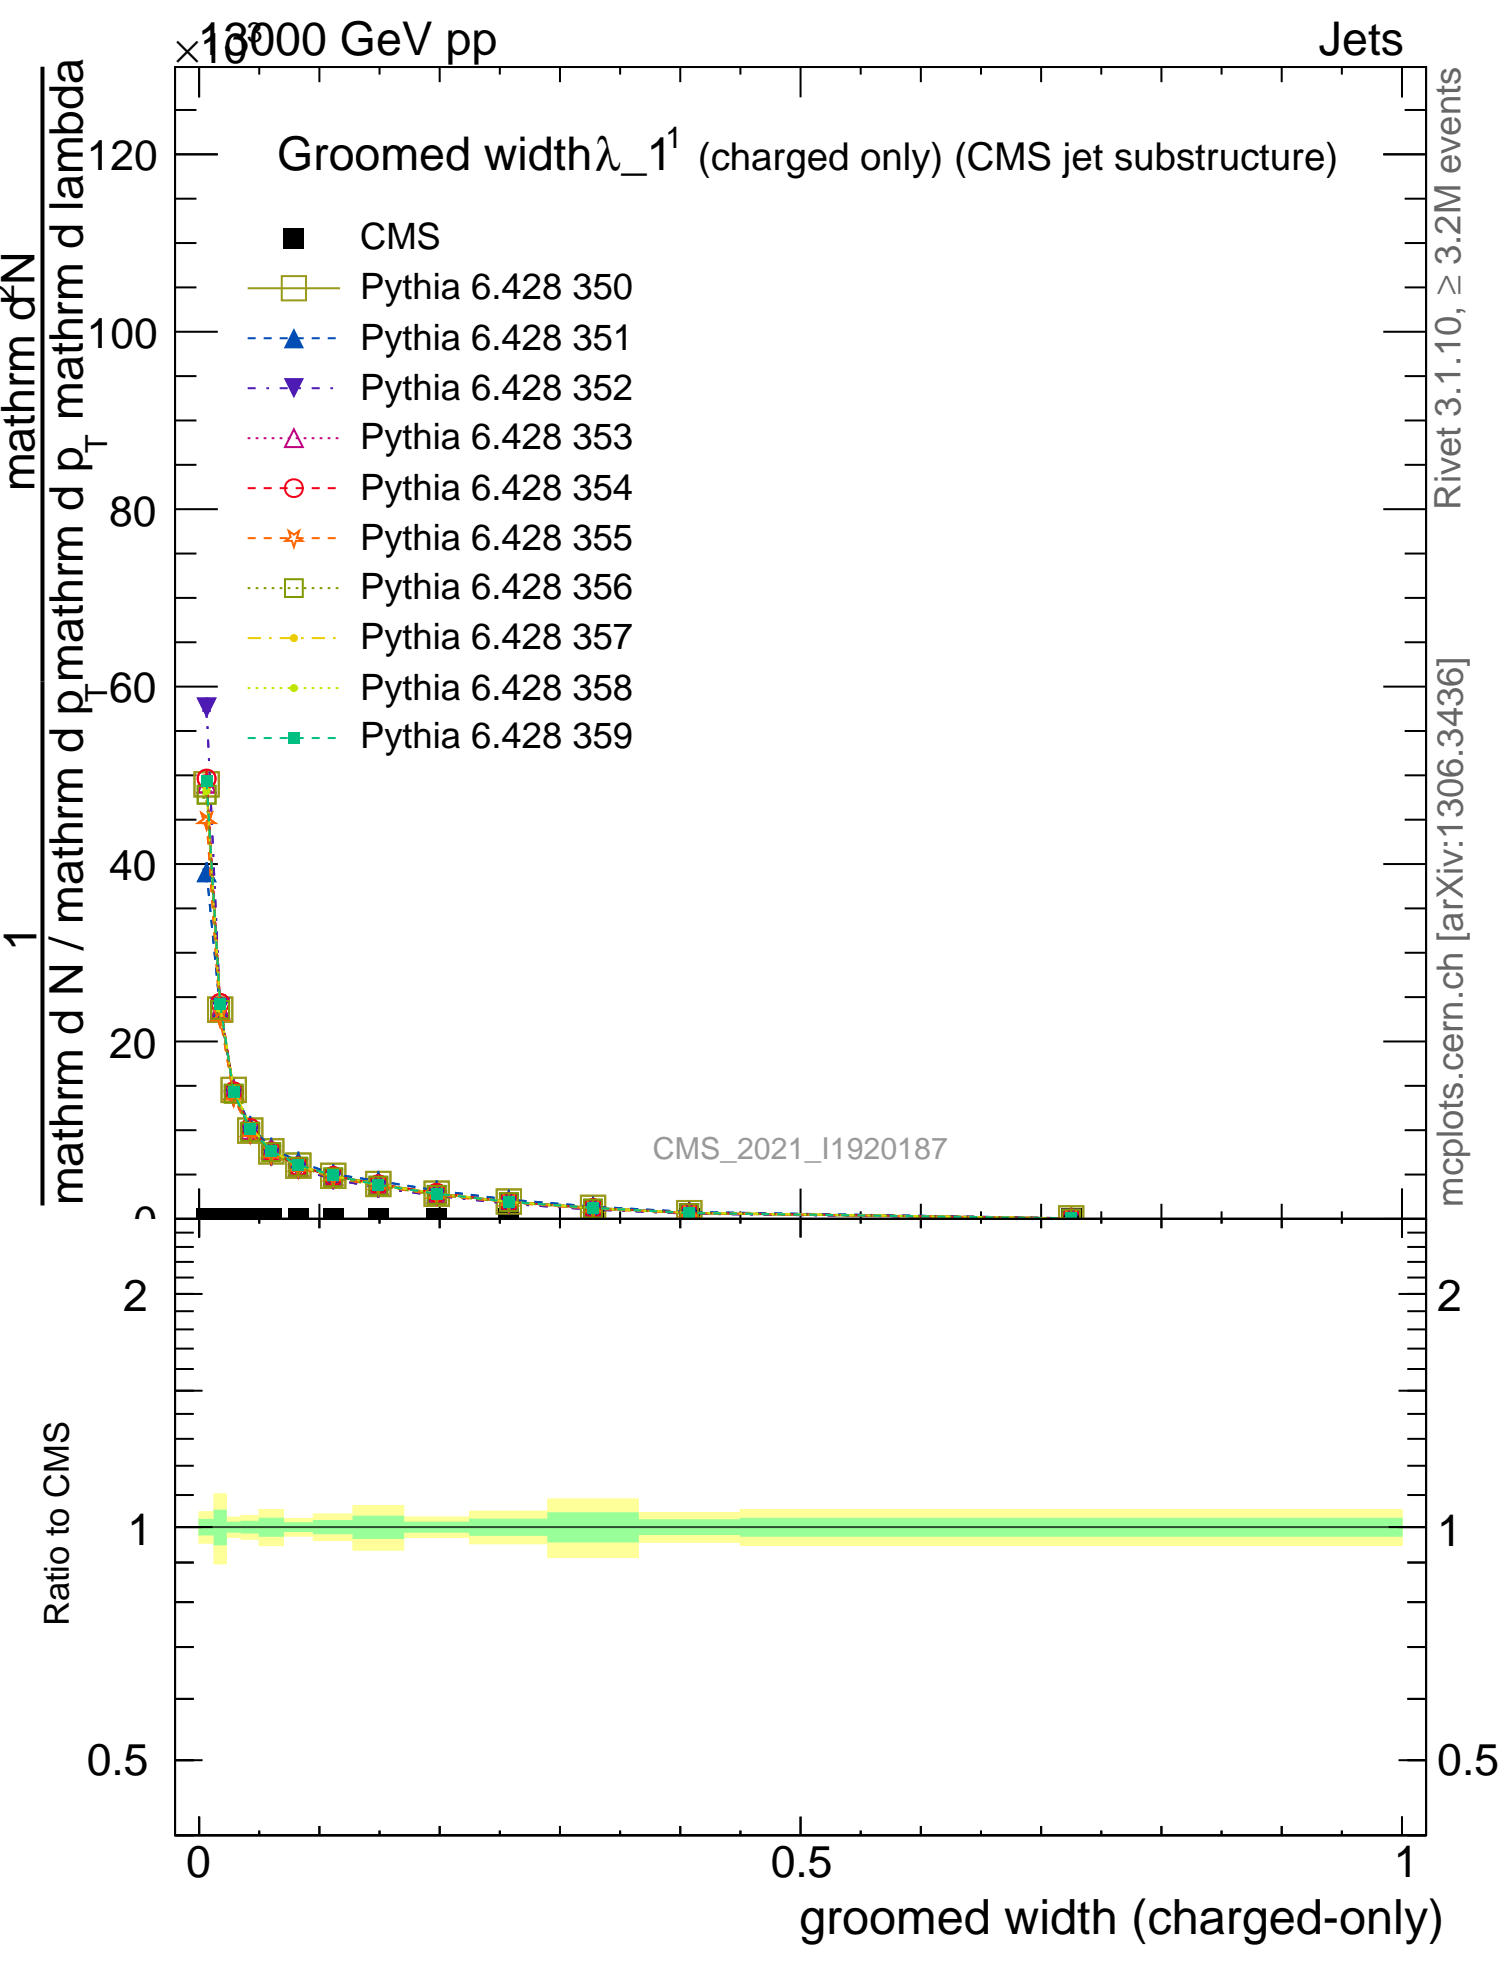 ×10³
13000 GeV pp
Jets
Groomed width λ_1¹ (charged only) (CMS jet substructure)
CMS
Pythia 6.428 350
Pythia 6.428 351
Pythia 6.428 352
Pythia 6.428 353
Pythia 6.428 354
Pythia 6.428 355
Pythia 6.428 356
Pythia 6.428 357
Pythia 6.428 358
Pythia 6.428 359
120
100
80
60
40
20
0
mathrm d²N
1
mathrm d N / mathrm d p_T mathrm d p_T mathrm d lambda
CMS_2021_I1920187
Rivet 3.1.10, ≥ 3.2M events
mcplots.cern.ch [arXiv:1306.3436]
Ratio to CMS
2
1
0.5
2
1
0.5
0
0.5
1
groomed width (charged-only)